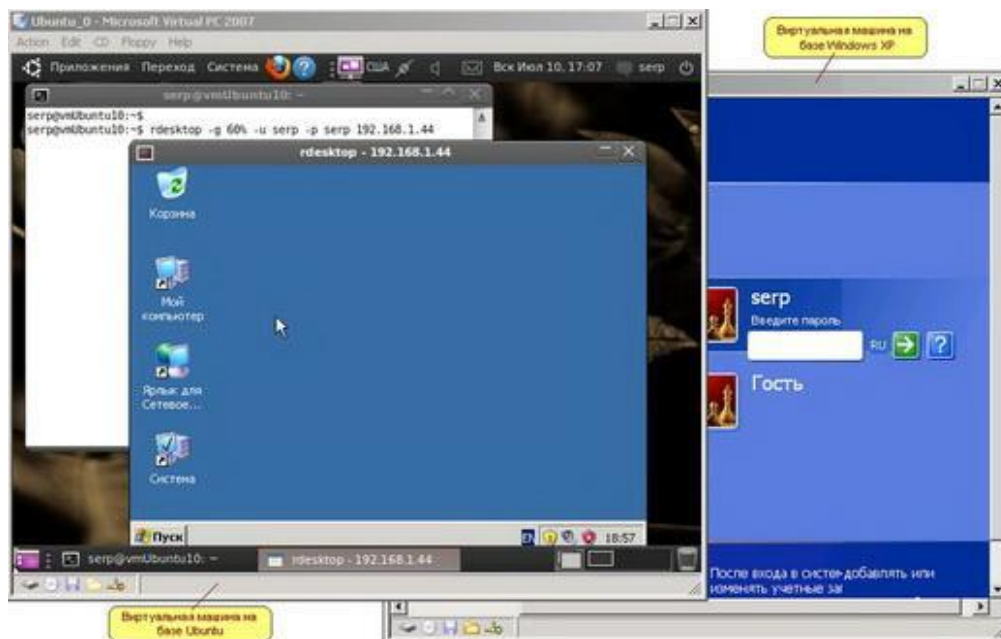 Ubuntu_0 - Microsoft Virtual PC 2007
Action Edit CD Floppy Help
Приложения Переход Система
США
Вск Июл 10, 17:07
serp
serp@vmUbuntu10: ~
serp@vmUbuntu10:~$
serp@vmUbuntu10:~$ rdesktop -g 60% -u serp -p serp 192.168.1.44
rdesktop - 192.168.1.44
Корзина
Мой
компьютер
Ярлык для
Сетевое...
Система
Пуск
EN
18:57
serp@vmUbuntu10: ~
rdesktop - 192.168.1.44
Виртуальная машина на
базе Ubuntu
Виртуальная машина на
базе Windows XP
serp
Введите пароль
RU
?
Гость
После входа в систем добавлять или
изменять учетные зап